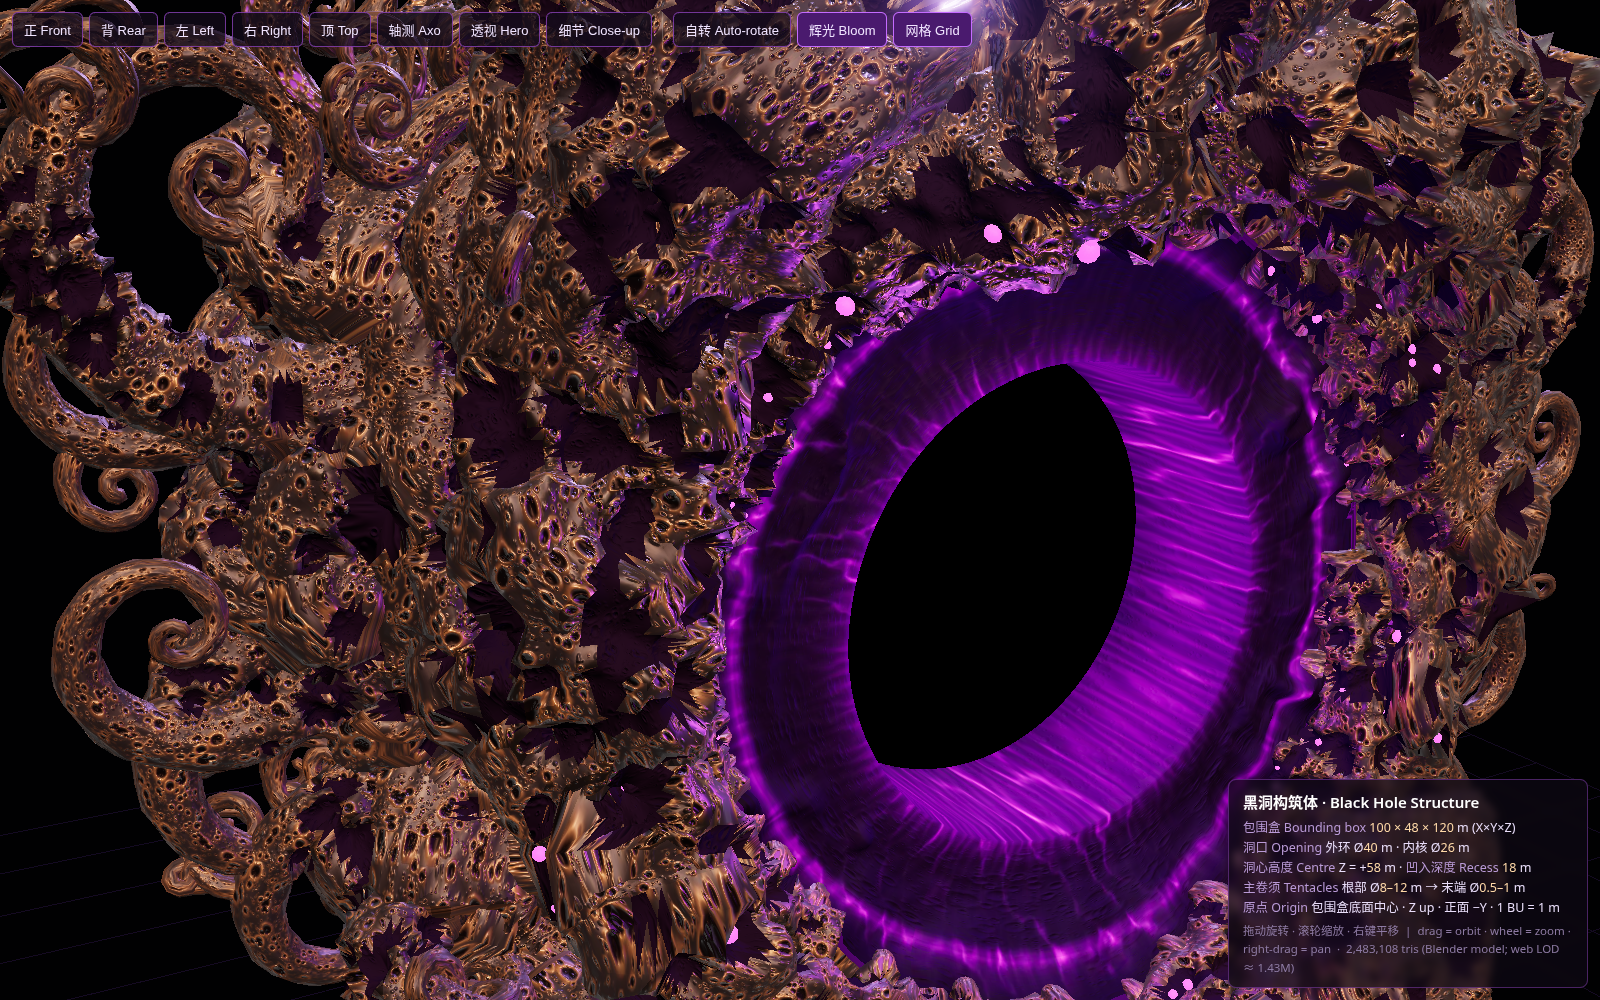 正 Front 背 Rear 左 Left 右 Right 顶 Top 轴测 Axo 透视 Hero 细节 Close-up 自转 Auto-rotate 辉光 Bloom 网格 Grid
黑洞构筑体 · Black Hole Structure
包围盒 Bounding box 100 × 48 × 120 m (X×Y×Z)
洞口 Opening 外环 Ø40 m · 内核 Ø26 m
洞心高度 Centre Z = +58 m · 凹入深度 Recess 18 m
主卷须 Tentacles 根部 Ø8–12 m → 末端 Ø0.5–1 m
原点 Origin 包围盒底面中心 · Z up · 正面 −Y · 1 BU = 1 m
拖动旋转 · 滚轮缩放 · 右键平移 | drag = orbit · wheel = zoom ·
right-drag = pan · 2,483,108 tris (Blender model; web LOD
≈ 1.43M)